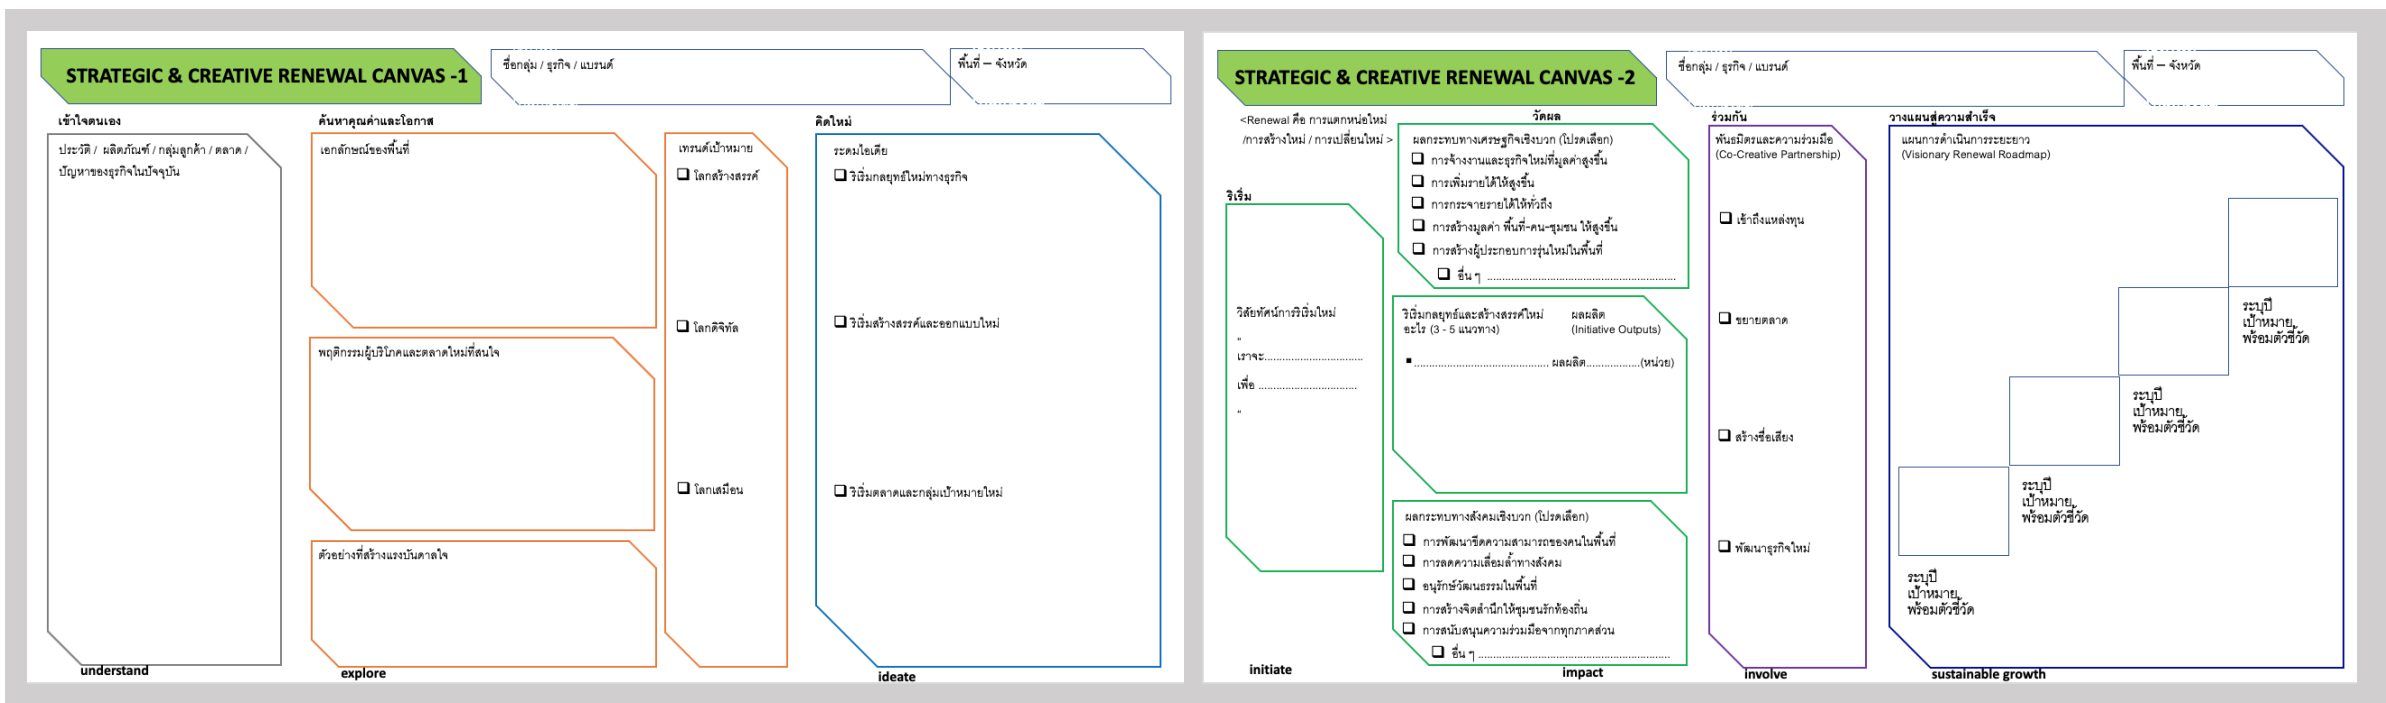 STRATEGIC & CREATIVE RENEWAL CANVAS -1
ชื่อกลุ่ม / ธุรกิจ / แบรนด์
พื้นที่ – จังหวัด
เข้าใจตนเอง
ประวัติ / ผลิตภัณฑ์ / กลุ่มลูกค้า / ตลาด /
ปัญหาของธุรกิจในปัจจุบัน
understand
ค้นหาคุณค่าและโอกาส
เอกลักษณ์ของพื้นที่
พฤติกรรมผู้บริโภคและตลาดใหม่ที่สนใจ
ตัวอย่างที่สร้างแรงบันดาลใจ
เทรนด์เป้าหมาย
❑ โลกสร้างสรรค์
❑ โลกดิจิทัล
❑ โลกเสมือน
explore
คิดใหม่
ระดมไอเดีย
❑ ริเริ่มกลยุทธ์ใหม่ทางธุรกิจ
❑ ริเริ่มสร้างสรรค์และออกแบบใหม่
❑ ริเริ่มตลาดและกลุ่มเป้าหมายใหม่
ideate
STRATEGIC & CREATIVE RENEWAL CANVAS -2
ชื่อกลุ่ม / ธุรกิจ / แบรนด์
พื้นที่ – จังหวัด
<Renewal คือ การแตกหน่อใหม่
/การสร้างใหม่ / การเปลี่ยนใหม่ >
ริเริ่ม
วิสัยทัศน์การริเริ่มใหม่
"
เราจะ.................................
เพื่อ .................................
"
initiate
วัดผล
ผลกระทบทางเศรษฐกิจเชิงบวก (โปรดเลือก)
❑ การจ้างงานและธุรกิจใหม่ที่มูลค่าสูงขึ้น
❑ การเพิ่มรายได้ให้สูงขึ้น
❑ การกระจายรายได้ให้ทั่วถึง
❑ การสร้างมูลค่า พื้นที่-คน-ชุมชน ให้สูงขึ้น
❑ การสร้างผู้ประกอบการรุ่นใหม่ในพื้นที่
❑ อื่น ๆ ...............................................................
ริเริ่มกลยุทธ์และสร้างสรรค์ใหม่ ผลผลิต
อะไร (3 - 5 แนวทาง) (Initiative Outputs)
▪ ............................................. ผลผลิต..................(หน่วย)
ผลกระทบทางสังคมเชิงบวก (โปรดเลือก)
❑ การพัฒนาขีดความสามารถของคนในพื้นที่
❑ การลดความเลื่อมล้ำทางสังคม
❑ อนุรักษ์วัฒนธรรมในพื้นที่
❑ การสร้างจิตสำนึกให้ชุมชนรักท้องถิ่น
❑ การสนับสนุนความร่วมมือจากทุกภาคส่วน
❑ อื่น ๆ ................................................................
impact
ร่วมกัน
พันธมิตรและความร่วมมือ
(Co-Creative Partnership)
❑ เข้าถึงแหล่งทุน
❑ ขยายตลาด
❑ สร้างชื่อเสียง
❑ พัฒนาธุรกิจใหม่
involve
วางแผนสู่ความสำเร็จ
แผนการดำเนินการระยะยาว
(Visionary Renewal Roadmap)
ระบุปี
เป้าหมาย
พร้อมตัวชี้วัด
ระบุปี
เป้าหมาย
พร้อมตัวชี้วัด
ระบุปี
เป้าหมาย
พร้อมตัวชี้วัด
ระบุปี
เป้าหมาย
พร้อมตัวชี้วัด
sustainable growth